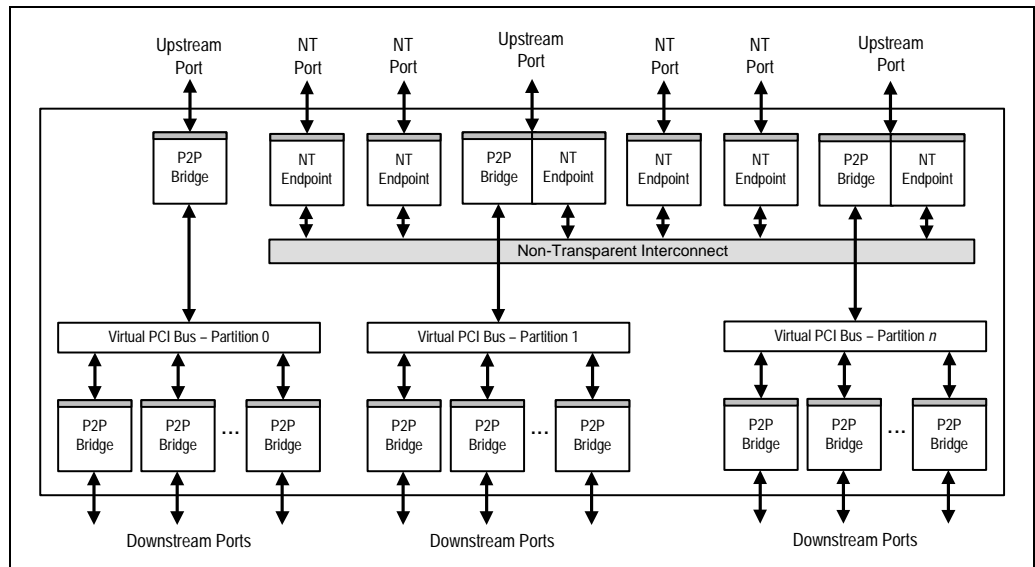 Upstream
Port
NT
Port
NT
Port
Upstream
Port
NT
Port
NT
Port
Upstream
Port
P2P
Bridge
NT
Endpoint
NT
Endpoint
P2P
Bridge
NT
Endpoint
NT
Endpoint
NT
Endpoint
P2P
Bridge
NT
Endpoint
Non-Transparent Interconnect
Virtual PCI Bus – Partition 0
Virtual PCI Bus – Partition 1
Virtual PCI Bus – Partition n
P2P
Bridge
P2P
Bridge
...
P2P
Bridge
P2P
Bridge
P2P
Bridge
...
P2P
Bridge
P2P
Bridge
P2P
Bridge
...
P2P
Bridge
Downstream Ports
Downstream Ports
Downstream Ports